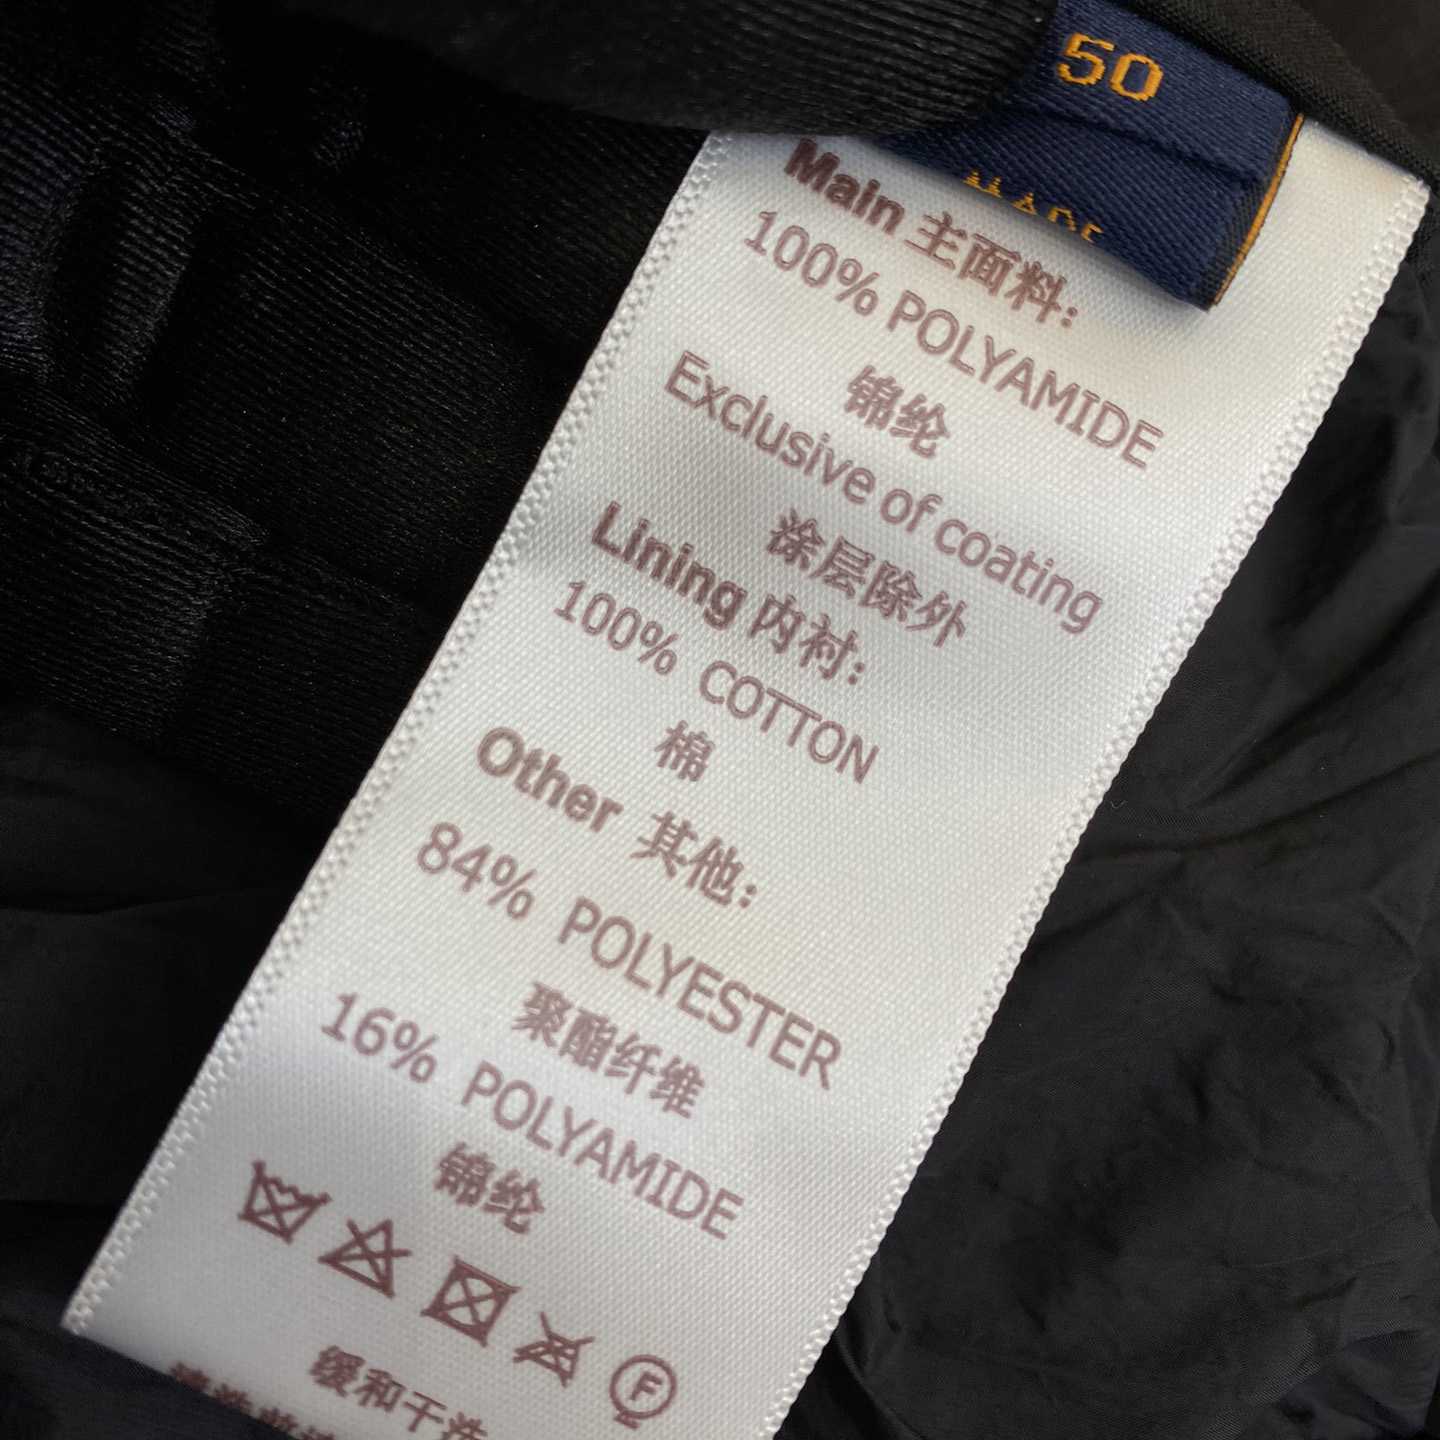 50
MADE
Main 主面料:
100% POLYAMIDE
锦纶
Exclusive of coating
涂层除外
Lining 内衬:
100% COTTON
棉
Other 其他:
84% POLYESTER
聚酯纤维
16% POLYAMIDE
锦纶
F
缓和干洗